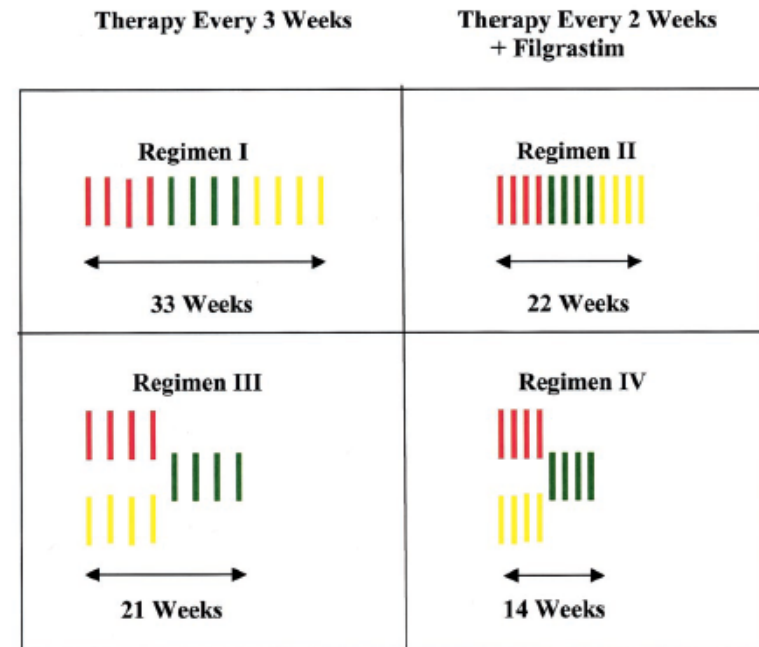 Therapy Every 3 Weeks
Therapy Every 2 Weeks
+ Filgrastim
Regimen I
33 Weeks
Regimen II
22 Weeks
Regimen III
21 Weeks
Regimen IV
14 Weeks